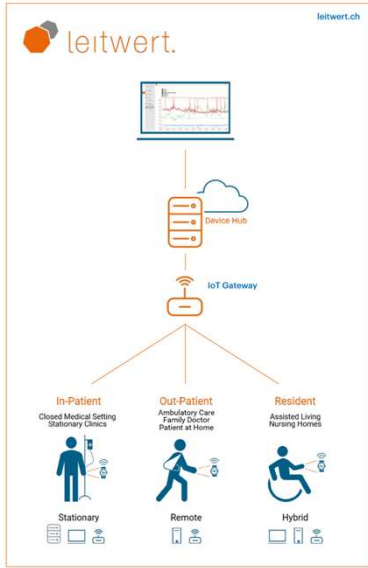 leitwert.ch
leitwert.
Device Hub
IoT Gateway
In-Patient
Closed Medical Setting
Stationary Clinics
Out-Patient
Ambulatory Care
Family Doctor
Patient at Home
Resident
Assisted Living
Nursing Homes
Stationary
Remote
Hybrid